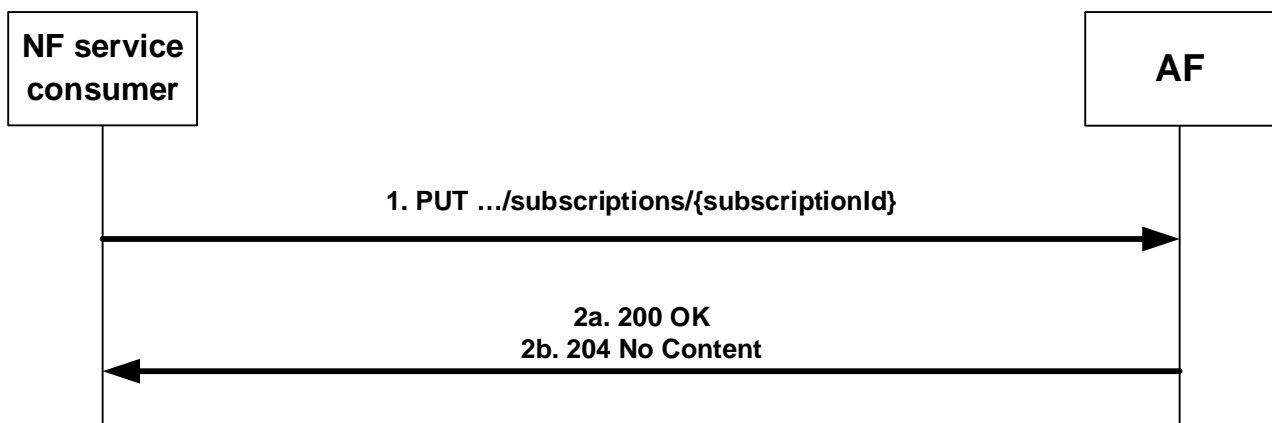 NF service
consumer
AF
1. PUT …/subscriptions/{subscriptionId}
2a. 200 OK
2b. 204 No Content